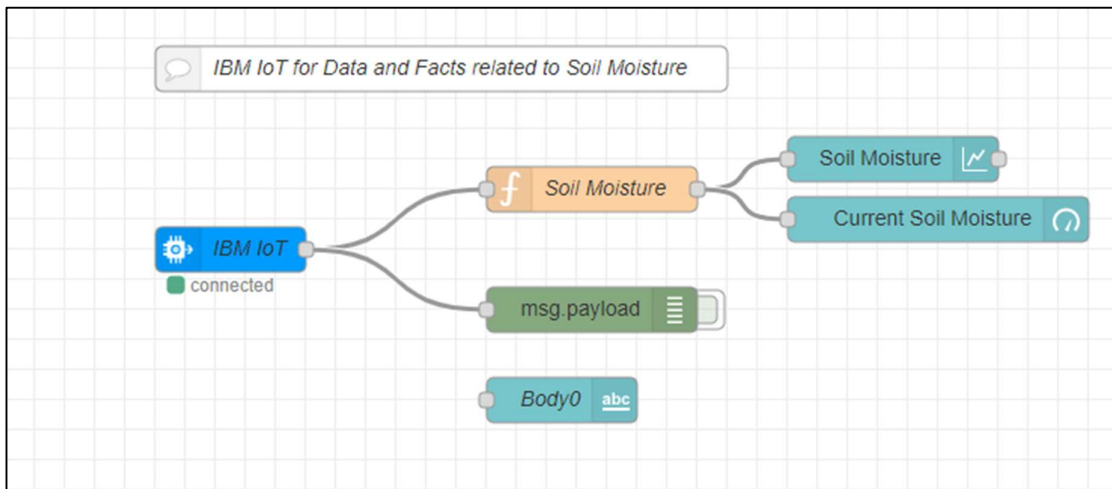 IBM IoT for Data and Facts related to Soil Moisture
Soil Moisture
Soil Moisture
Current Soil Moisture
IBM IoT
connected
msg.payload
Body0 abc